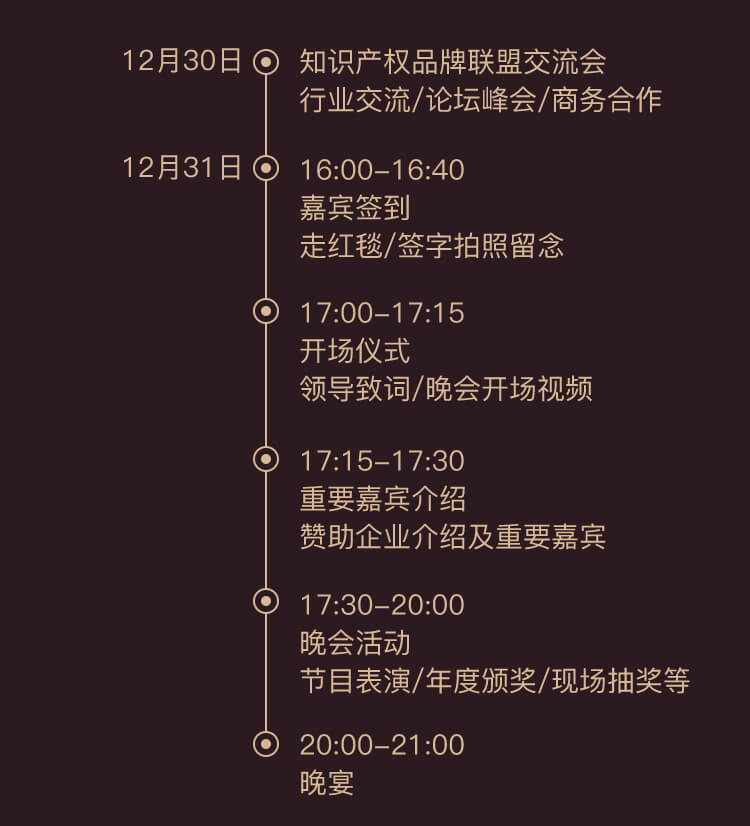 12月30日 知识产权品牌联盟交流会
行业交流/论坛峰会/商务合作
12月31日 16:00-16:40
嘉宾签到
走红毯/签字拍照留念
17:00-17:15
开场仪式
领导致词/晚会开场视频
17:15-17:30
重要嘉宾介绍
赞助企业介绍及重要嘉宾
17:30-20:00
晚会活动
节目表演/年度颁奖/现场抽奖等
20:00-21:00
晚宴